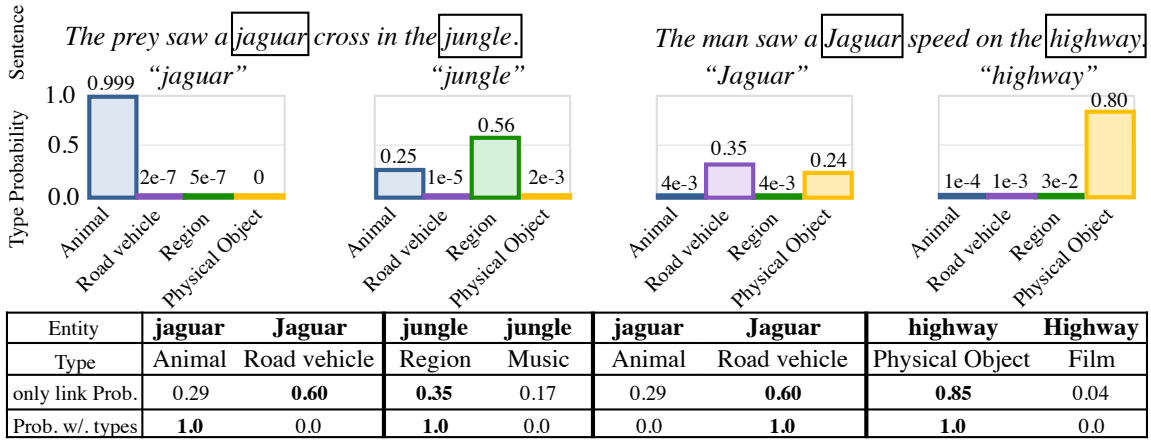 Sentence
The prey saw a jaguar cross in the jungle.
The man saw a Jaguar speed on the highway.
“jaguar”
“jungle”
“Jaguar”
“highway”
Type Probability
1.0
0.5
0.0
0.999
2e-7
5e-7
0
Animal
Road vehicle
Region
Physical Object
0.25
1e-5
0.56
2e-3
Animal
Road vehicle
Region
Physical Object
4e-3
0.35
4e-3
0.24
Animal
Road vehicle
Region
Physical Object
1e-4
1e-3
3e-2
0.80
Animal
Road vehicle
Region
Physical Object
Entity jaguar Jaguar jungle jungle jaguar Jaguar highway Highway
Type Animal Road vehicle Region Music Animal Road vehicle Physical Object Film
only link Prob. 0.29 0.60 0.35 0.17 0.29 0.60 0.85 0.04
Prob. w/. types 1.0 0.0 1.0 0.0 0.0 1.0 1.0 0.0